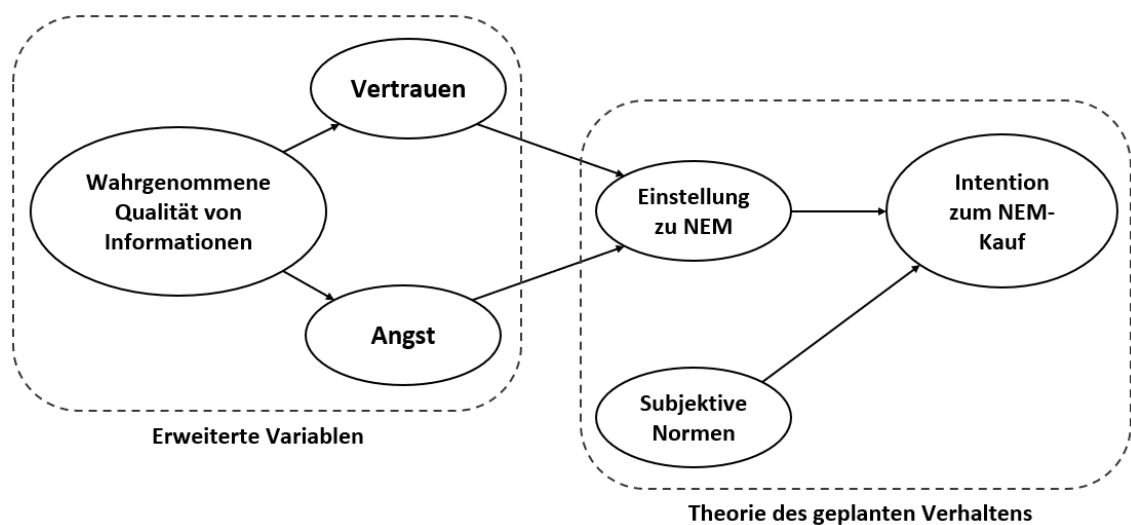 Vertrauen
Wahrgenommene
Qualität von
Informationen
Angst
Erweiterte Variablen
Einstellung
zu NEM
Intention
zum NEM-
Kauf
Subjektive
Normen
Theorie des geplanten Verhaltens